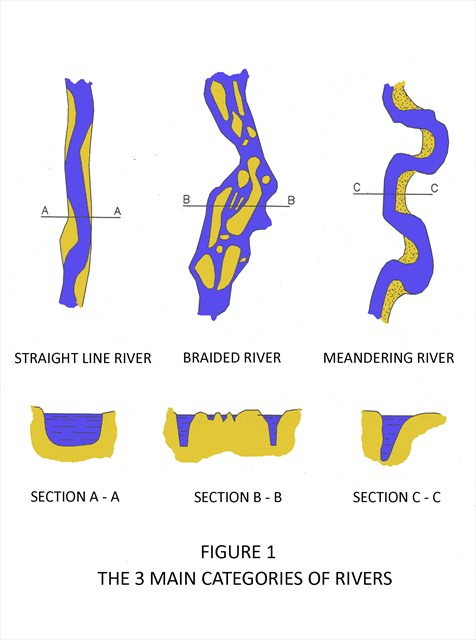 A A
B B
C C
STRAIGHT LINE RIVER BRAIDED RIVER MEANDERING RIVER
SECTION A - A SECTION B - B SECTION C - C
FIGURE 1
THE 3 MAIN CATEGORIES OF RIVERS